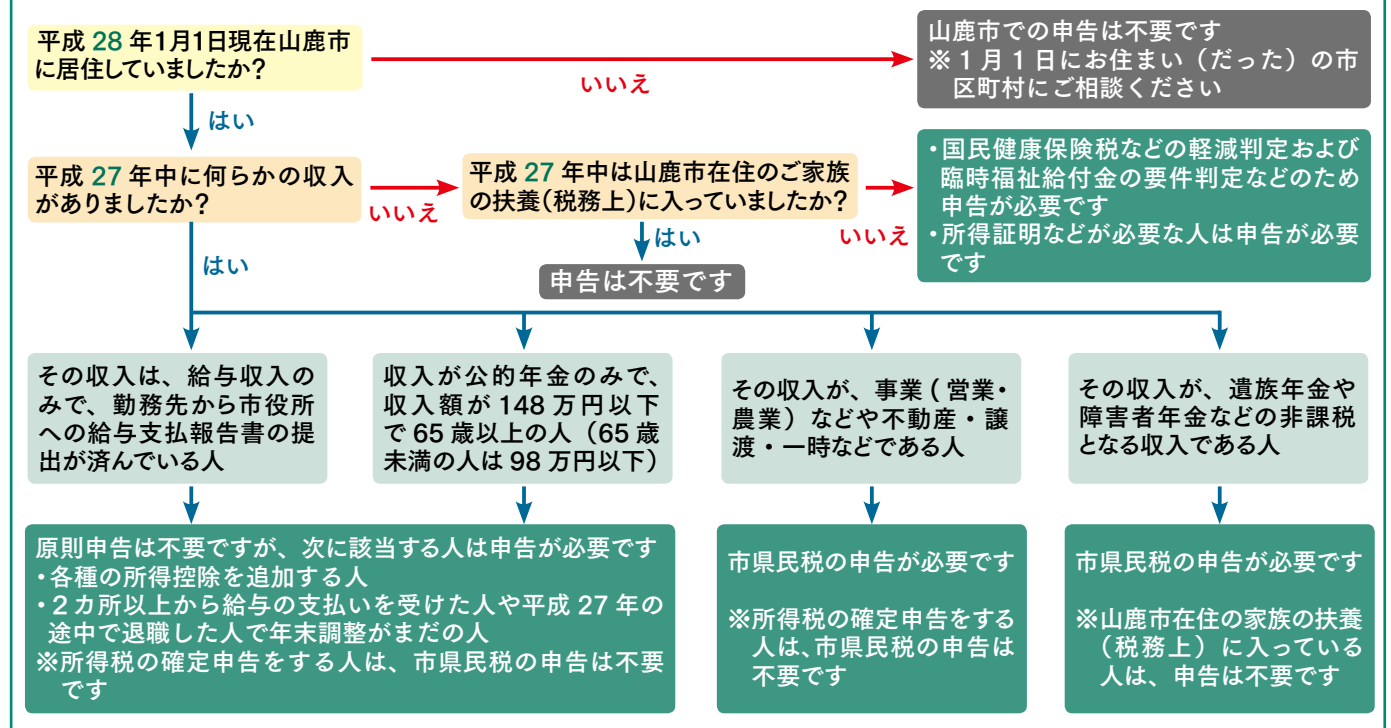 平成 28 年1月1日現在山鹿市
に居住していましたか?
いいえ
山鹿市での申告は不要です
※１月１日にお住まい（だった）の市
区町村にご相談ください
はい
平成 27 年中に何らかの収入
がありましたか?
いいえ
平成 27 年中は山鹿市在住のご家族
の扶養(税務上)に入っていましたか?
いいえ
・国民健康保険税などの軽減判定および
臨時福祉給付金の要件判定などのため
申告が必要です
・所得証明などが必要な人は申告が必要
です
はい
申告は不要です
はい
その収入は、給与収入の
みで、勤務先から市役所
への給与支払報告書の提
出が済んでいる人
収入が公的年金のみで、
収入額が 148 万円以下
で 65 歳以上の人（65 歳
未満の人は 98 万円以下）
その収入が、事業 ( 営業・
農業）などや不動産・譲
渡・一時などである人
その収入が、遺族年金や
障害者年金などの非課税
となる収入である人
原則申告は不要ですが、次に該当する人は申告が必要です
・各種の所得控除を追加する人
・２カ所以上から給与の支払いを受けた人や平成 27 年の
途中で退職した人で年末調整がまだの人
※所得税の確定申告をする人は、市県民税の申告は不要
です
市県民税の申告が必要です
※所得税の確定申告をする
人は、市県民税の申告は
不要です
市県民税の申告が必要です
※山鹿市在住の家族の扶養
（税務上）に入っている
人は、申告は不要です